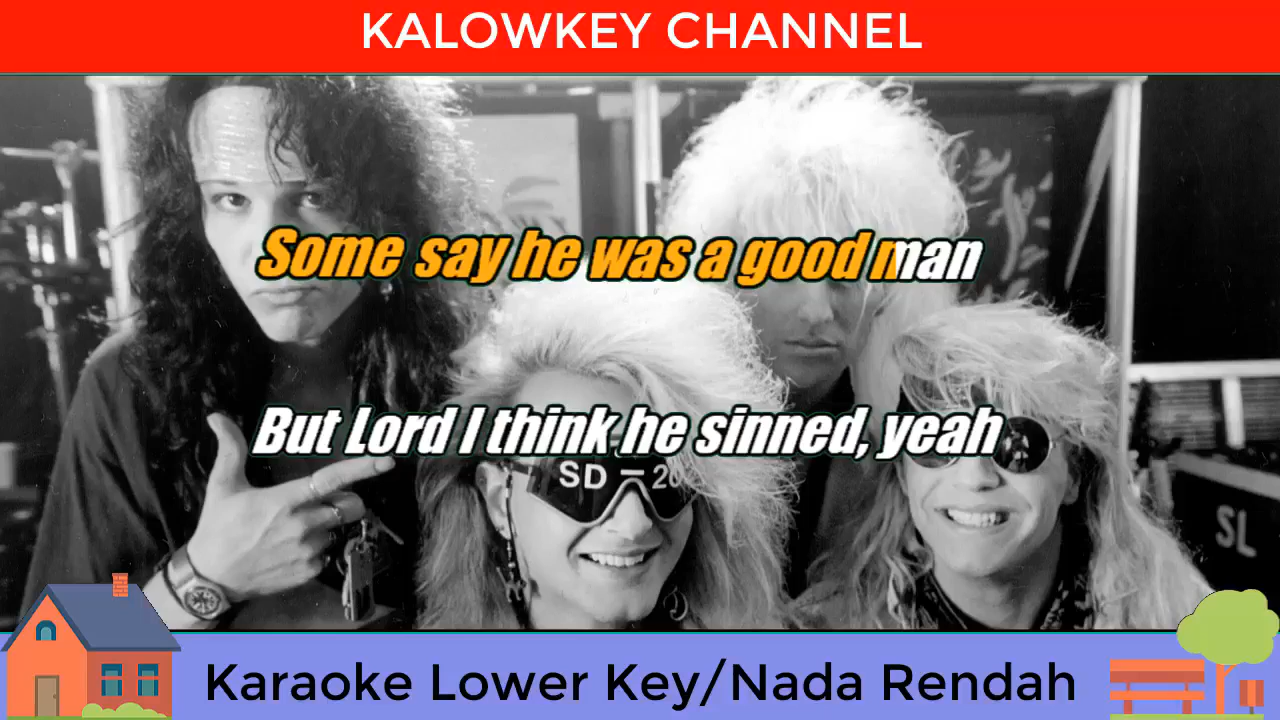 KALOWKEY CHANNEL
Some say he was a good man
But Lord I think he sinned, yeah
SD - 20
SL
Karaoke Lower Key/Nada Rendah